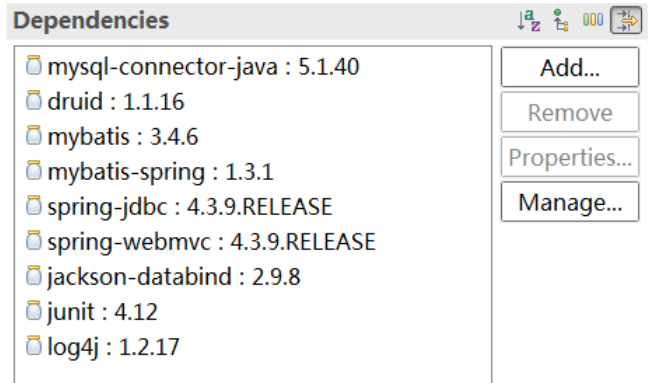 Dependencies
mysql-connector-java : 5.1.40
druid : 1.1.16
mybatis : 3.4.6
mybatis-spring : 1.3.1
spring-jdbc : 4.3.9.RELEASE
spring-webmvc : 4.3.9.RELEASE
jackson-databind : 2.9.8
junit : 4.12
log4j : 1.2.17
Add...
Remove
Properties...
Manage...